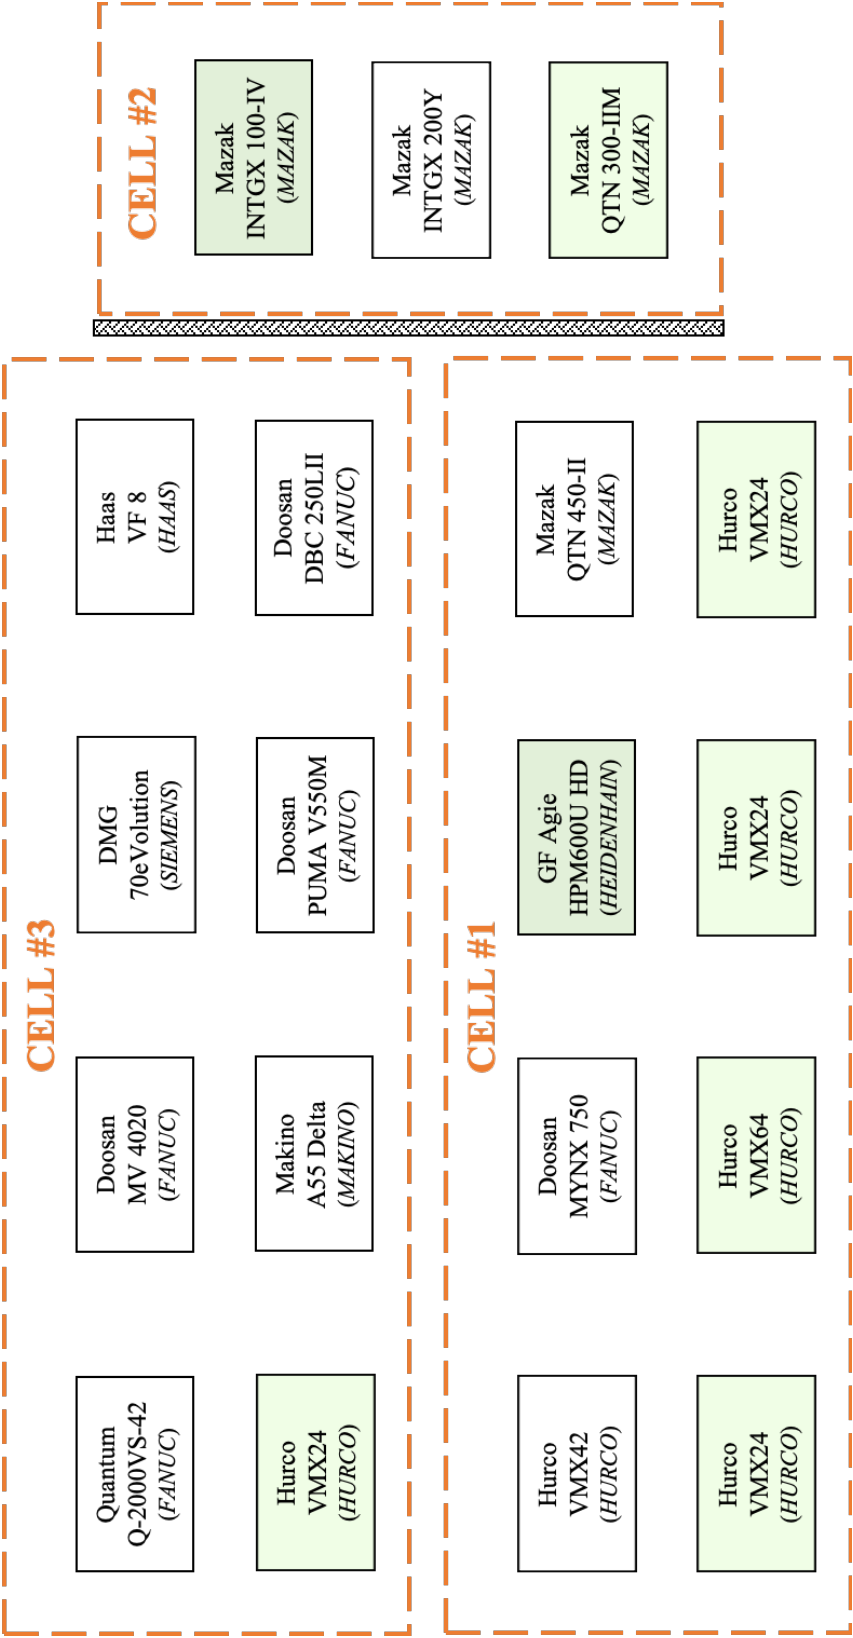 CELL #3
Quantum
Q-2000VS-42
(FANUC)
Doosan
MV 4020
(FANUC)
DMG
70eVolution
(SIEMENS)
Haas
VF 8
(HAAS)
Hurco
VMX24
(HURCO)
Makino
A55 Delta
(MAKINO)
Doosan
PUMA V550M
(FANUC)
Doosan
DBC 250LII
(FANUC)
CELL #1
Hurco
VMX42
(HURCO)
Doosan
MYNX 750
(FANUC)
GF Agie
HPM600U HD
(HEIDENHAIN)
Mazak
QTN 450-II
(MAZAK)
Hurco
VMX24
(HURCO)
Hurco
VMX64
(HURCO)
Hurco
VMX24
(HURCO)
Hurco
VMX24
(HURCO)
CELL #2
Mazak
INTGX 100-IV
(MAZAK)
Mazak
INTGX 200Y
(MAZAK)
Mazak
QTN 300-IIM
(MAZAK)